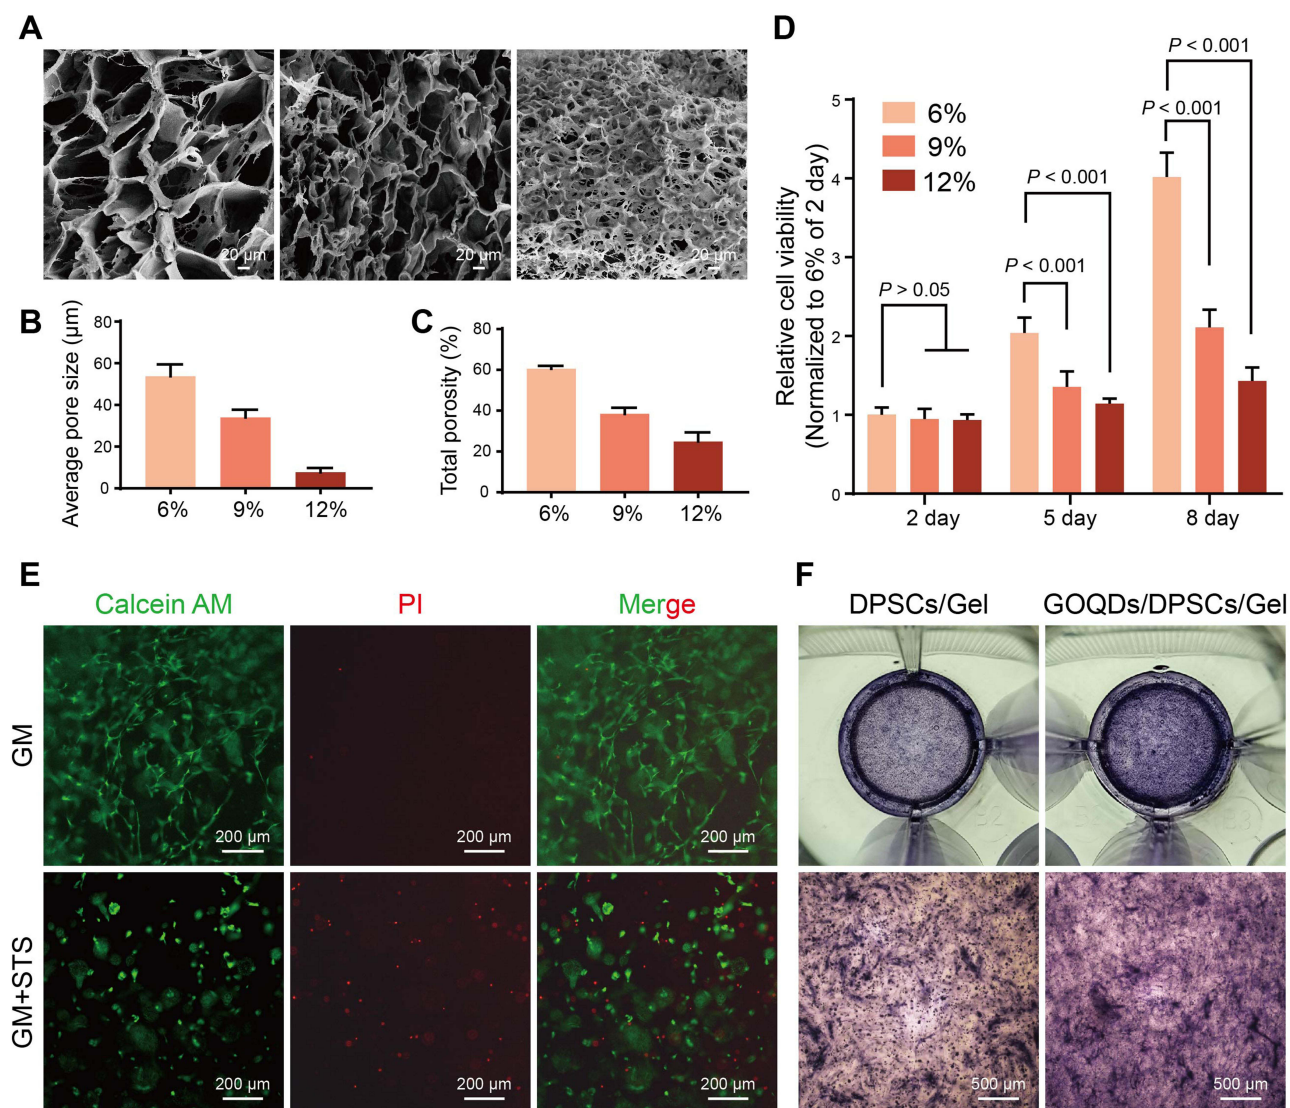 A
20 µm
20 µm
20 µm
B
Average pore size (µm)
80
60
40
20
0
6%
9%
12%
C
Total porosity (%)
80
60
40
20
0
6%
9%
12%
D
Relative cell viability
(Normalized to 6% of 2 day)
5
4
3
2
1
0
6%
9%
12%
P > 0.05
P < 0.001
P < 0.001
P < 0.001
P < 0.001
2 day
5 day
8 day
E
Calcein AM
PI
Merge
GM
200 µm
200 µm
200 µm
GM+STS
200 µm
200 µm
200 µm
F
DPSCs/Gel
GOQDs/DPSCs/Gel
B2
B3
500 µm
500 µm